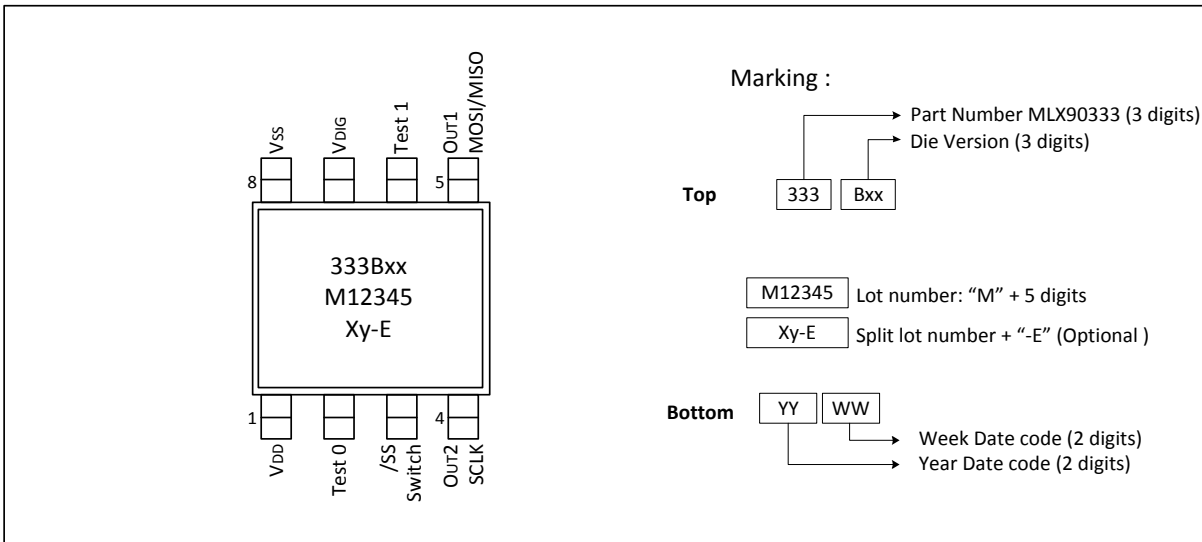 Marking :
Part Number MLX90333 (3 digits)
Die Version (3 digits)
Top
333
Bxx
M12345
Lot number: “M” + 5 digits
Xy-E
Split lot number + “-E” (Optional )
Bottom
YY
WW
Week Date code (2 digits)
Year Date code (2 digits)
VSS
VDIG
Test 1
OUT1
MOSI/MISO
8
5
333Bxx
M12345
Xy-E
1
4
VDD
Test 0
/SS
Switch
OUT2
SCLK